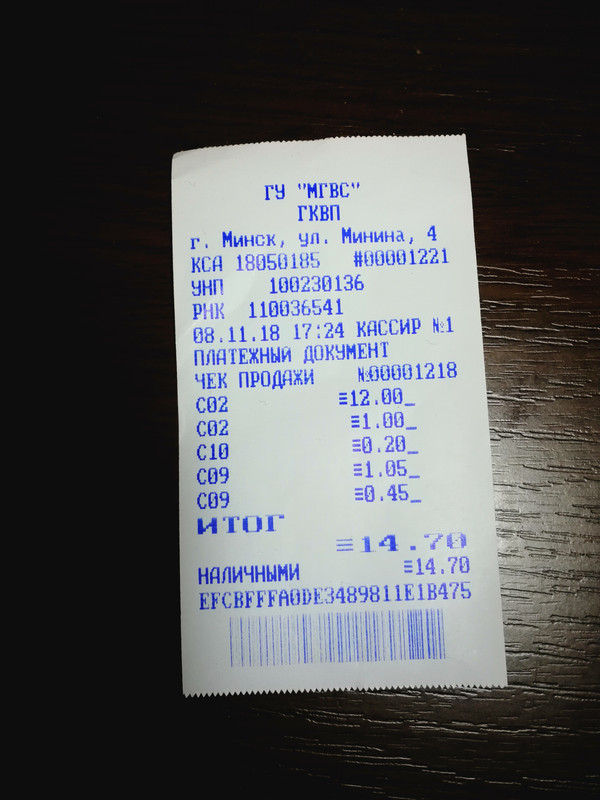 ГУ "МГВС"
ГКВП
г. Минск, ул. Минина, 4
КСА 18050185 #00001221
УНП 100230136
РНК 110036541
08.11.18 17:24 КАССИР №1
ПЛАТЕЖНЫЙ ДОКУМЕНТ
ЧЕК ПРОДАЖИ №00001218
С02 ≡12.00_
С02 ≡1.00_
С10 ≡0.20_
С09 ≡1.05_
С09 ≡0.45_
ИТОГ
≡14.70
НАЛИЧНЫМИ ≡14.70
EFCBFFFA0DE3489811E1B475